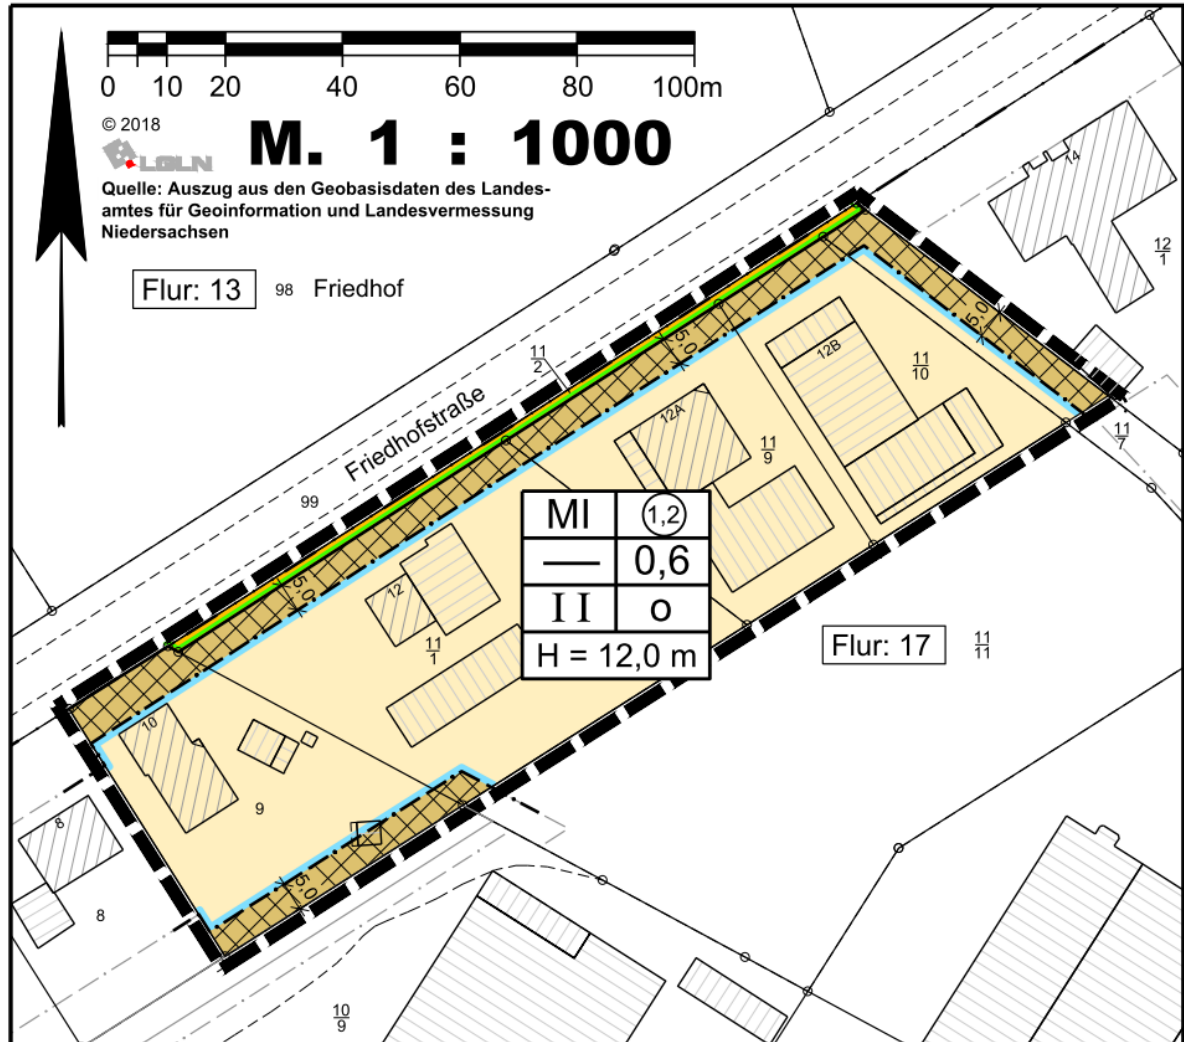 0 10 20 40 60 80 100m
© 2018
M. 1 : 1000
LGLN
Quelle: Auszug aus den Geobasisdaten des Landes-
amtes für Geoinformation und Landesvermessung
Niedersachsen
Flur: 13
98 Friedhof
14
12
1
11
2
5,0
5,0
12B
11
10
Friedhofstraße
12A
11
9
11
7
99
MI 1,2
— 0,6
II o
H = 12,0 m
5,0
12
11
1
Flur: 17
11
11
10
9
8
8
5,0
10
9